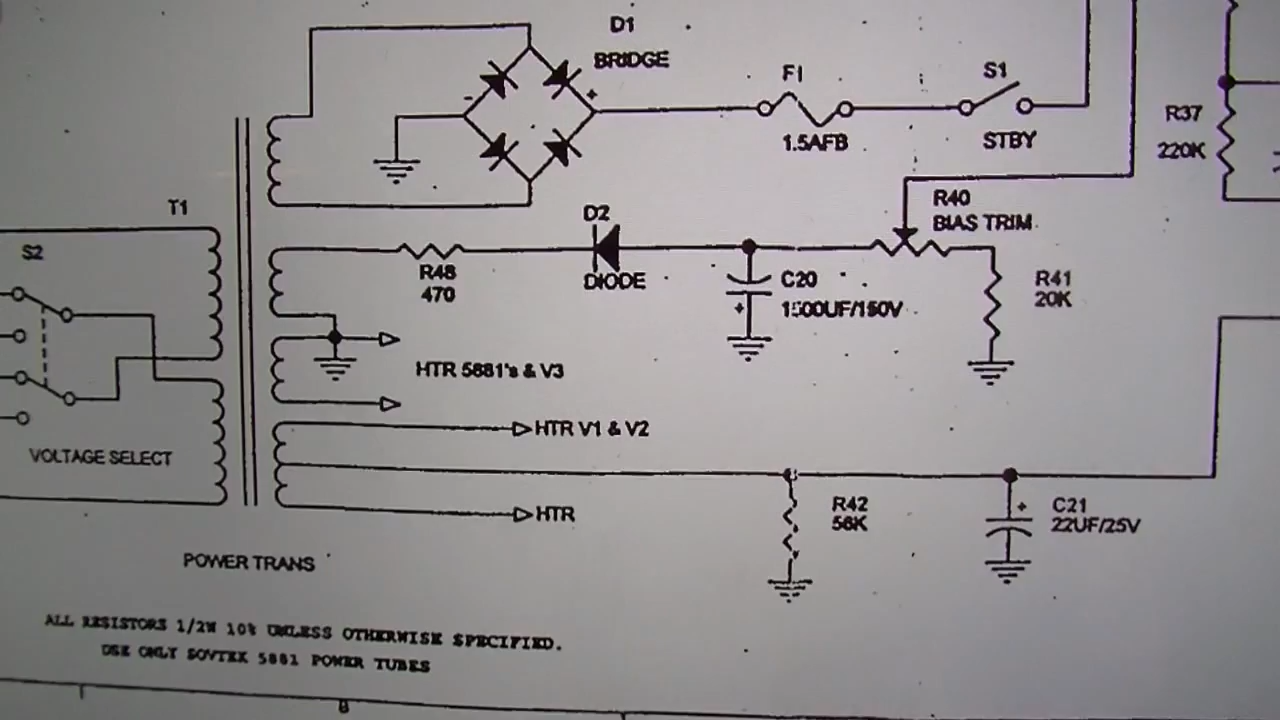 D1
BRIDGE
-
+
F1
1.5AFB
S1
STBY
R37
220K
T1
S2
D2
DIODE
R40
BIAS TRIM
R48
470
C20
+
R41
20K
HTR 5881's & V3
HTR V1 & V2
VOLTAGE SELECT
HTR
R42
56K
+
C21
22UF/25V
POWER TRANS
ALL RESISTORS 1/2W 10% UNLESS OTHERWISE SPECIFIED.
USE ONLY SOVTEK 5881 POWER TUBES
B